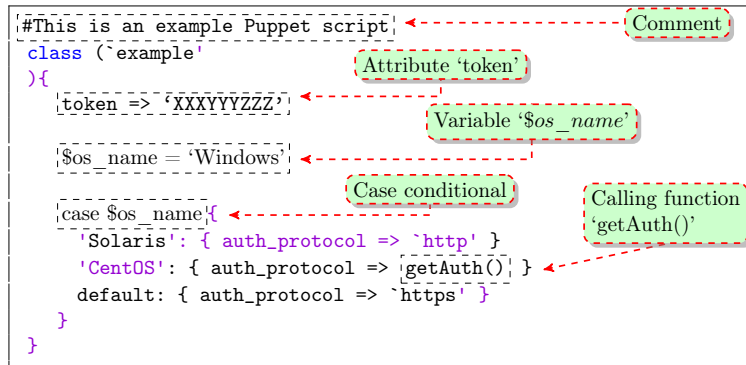 #This is an example Puppet script
Comment
class (`example'
Attribute ‘token’
){
token => ‘XXXYYYZZZ’
Variable ‘$os_name’
$os_name = ‘Windows’
Case conditional
Calling function
‘getAuth()’
case $os_name{
'Solaris': { auth_protocol => `http' }
'CentOS': { auth_protocol => getAuth() }
default: { auth_protocol => `https' }
}
}